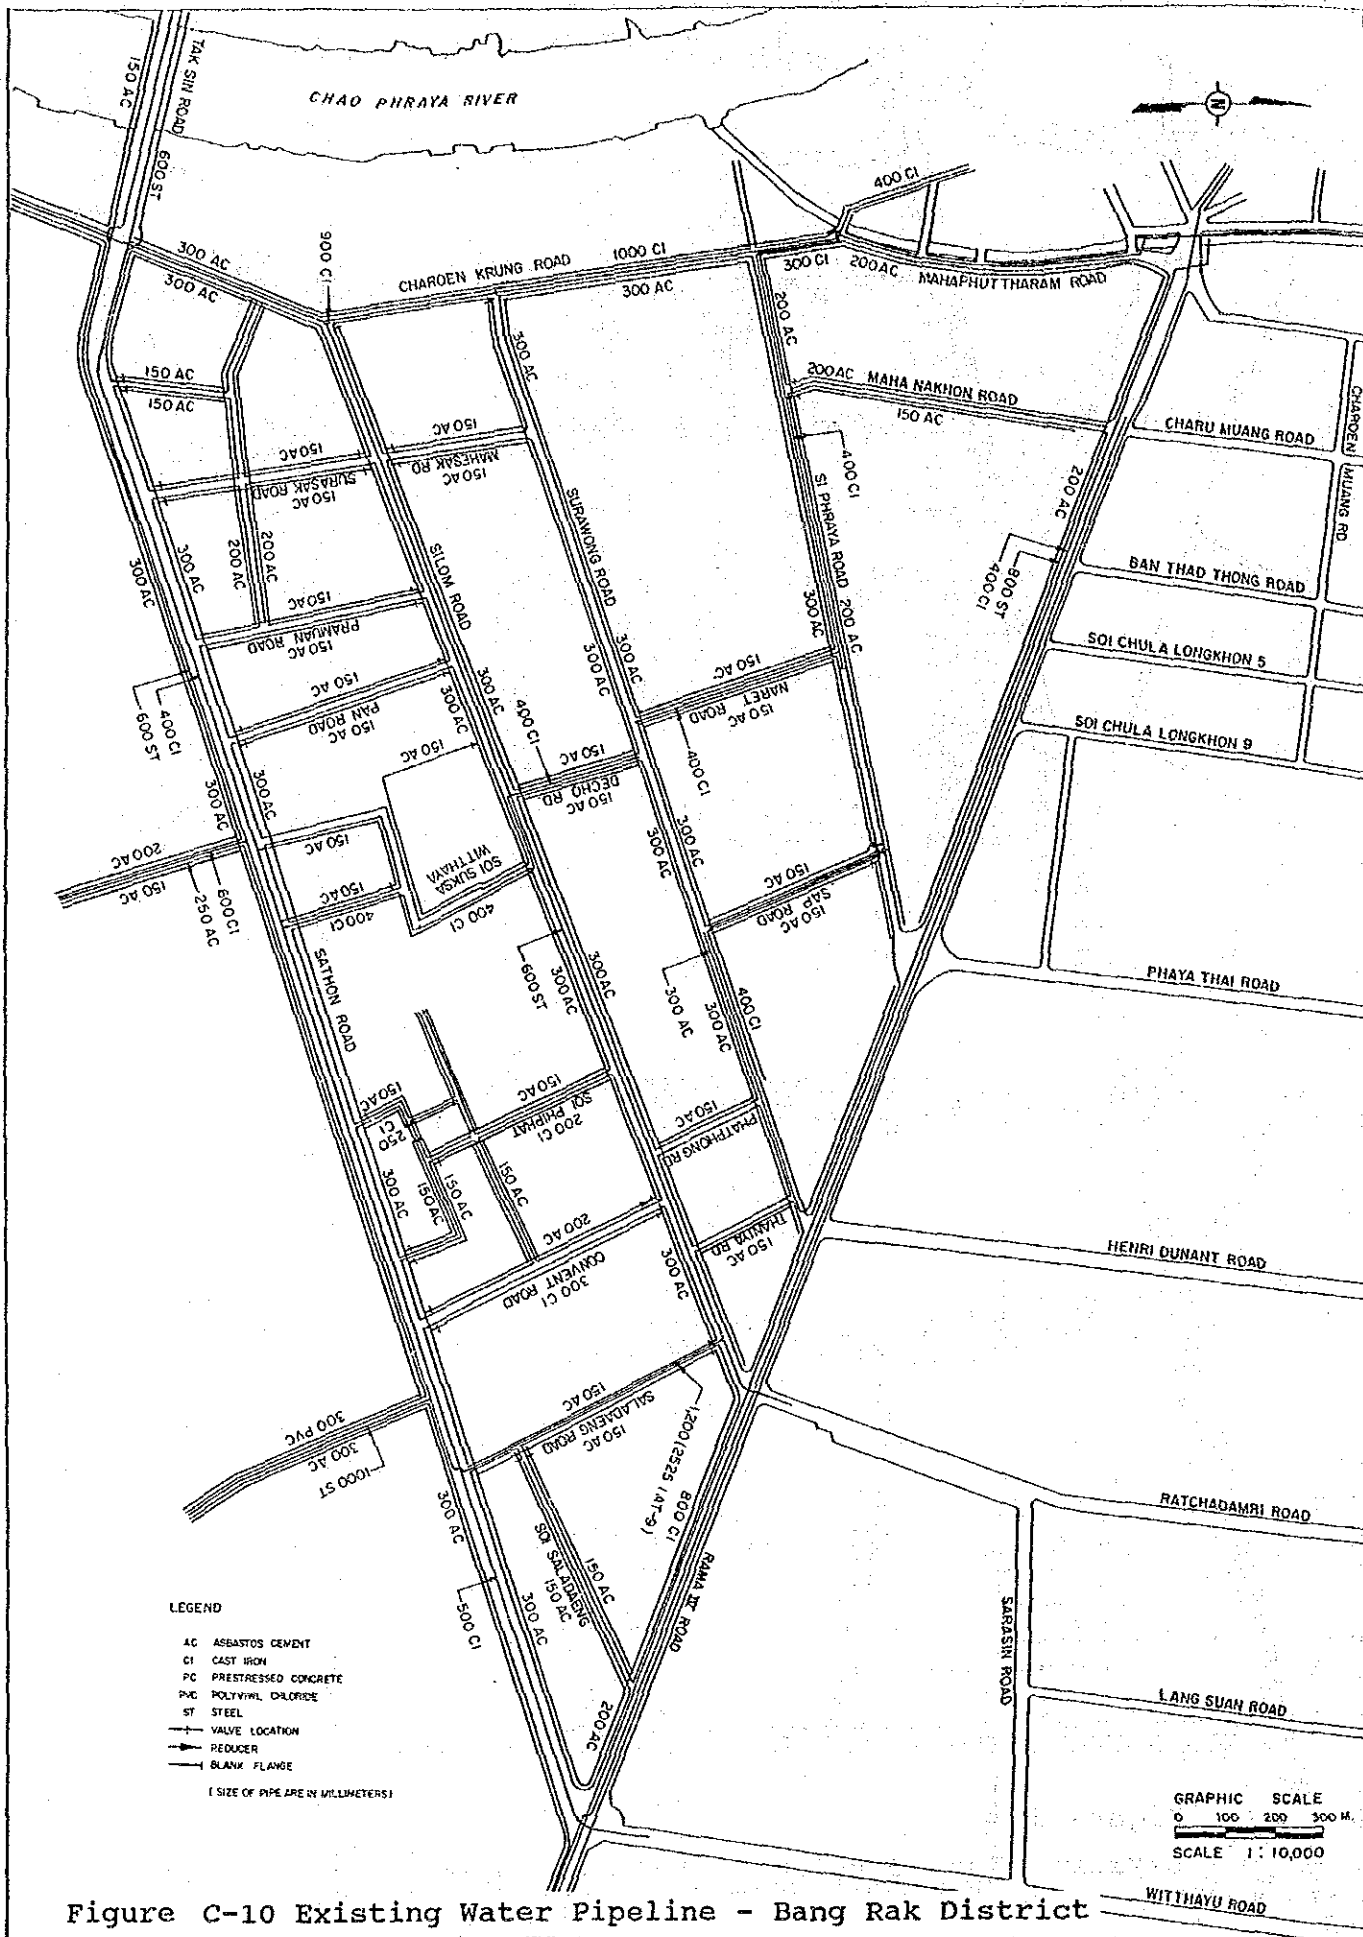 CHAO PHRAYA RIVER
N
TAK SIN ROAD
150 AC
600 ST
400 CI
300 AC
300 AC
900 CI
CHAROEN KRUNG ROAD
1000 CI
300 AC
300 CI
200 AC
MAHAPHUTTHARAM ROAD
200 AC
300 AC
150 AC
150 AC
200 AC MAHA NAKHON ROAD
150 AC
CHARU MUANG ROAD
CHAROEN MUANG RD
150 AC
MAHESAK RD
150 AC
150 AC
SURASAK ROAD
150 AC
400 CI
SI PHRAYA ROAD
200 AC
300 AC
200 AC
800 ST
400 CI
BAN THAD THONG ROAD
SOI CHULA LONGKHON 5
SOI CHULA LONGKHON 9
SURAWONG ROAD
300 AC
300 AC
SILOM ROAD
300 AC
300 AC
200 AC
200 AC
300 AC
300 AC
150 AC
PRAMUAN ROAD
150 AC
150 AC
PAN ROAD
150 AC
400 CI
600 ST
150 AC
NARET ROAD
150 AC
400 CI
150 AC
DECHO RD
150 AC
400 CI
150 AC
300 AC
300 AC
200 AC
150 AC
600 CI
250 AC
150 AC
150 AC
400 CI
SOI SUKSA
WITTHAYA
400 CI
300 AC
300 AC
150 AC
SAP ROAD
150 AC
PHAYA THAI ROAD
SATHON ROAD
600 ST
300 AC
300 AC
300 AC
400 CI
300 AC
150 AC
250
CI
150 AC
SOI PHIPHAT
200 CI
150 AC
PHATPHONG RD
300 AC
150 AC
150 AC
150 AC
200 AC
CONVENT ROAD
300 CI
300 AC
THANIYA RD
150 AC
HENRI DUNANT ROAD
300 PVC
300 AC
1000 ST
150 AC
SALADAENG ROAD
150 AC
1,200(2525 (AT-9)
800 CI
RAMA IV ROAD
RATCHADAMRI ROAD
300 AC
500 CI
300 AC
SOI SALADAENG
150 AC
150 AC
200 AC
SARASIN ROAD
LANG SUAN ROAD
WITTHAYU ROAD
LEGEND
AC ASBASTOS CEMENT
CI CAST IRON
PC PRESTRESSED CONCRETE
PVC POLYVINIL CHLORIDE
ST STEEL
VALVE LOCATION
REDUCER
BLANK FLANGE
( SIZE OF PIPE ARE IN MILLIMETERS)
GRAPHIC SCALE
0 100 200 300 M.
SCALE 1 : 10,000
Figure C-10 Existing Water Pipeline - Bang Rak District